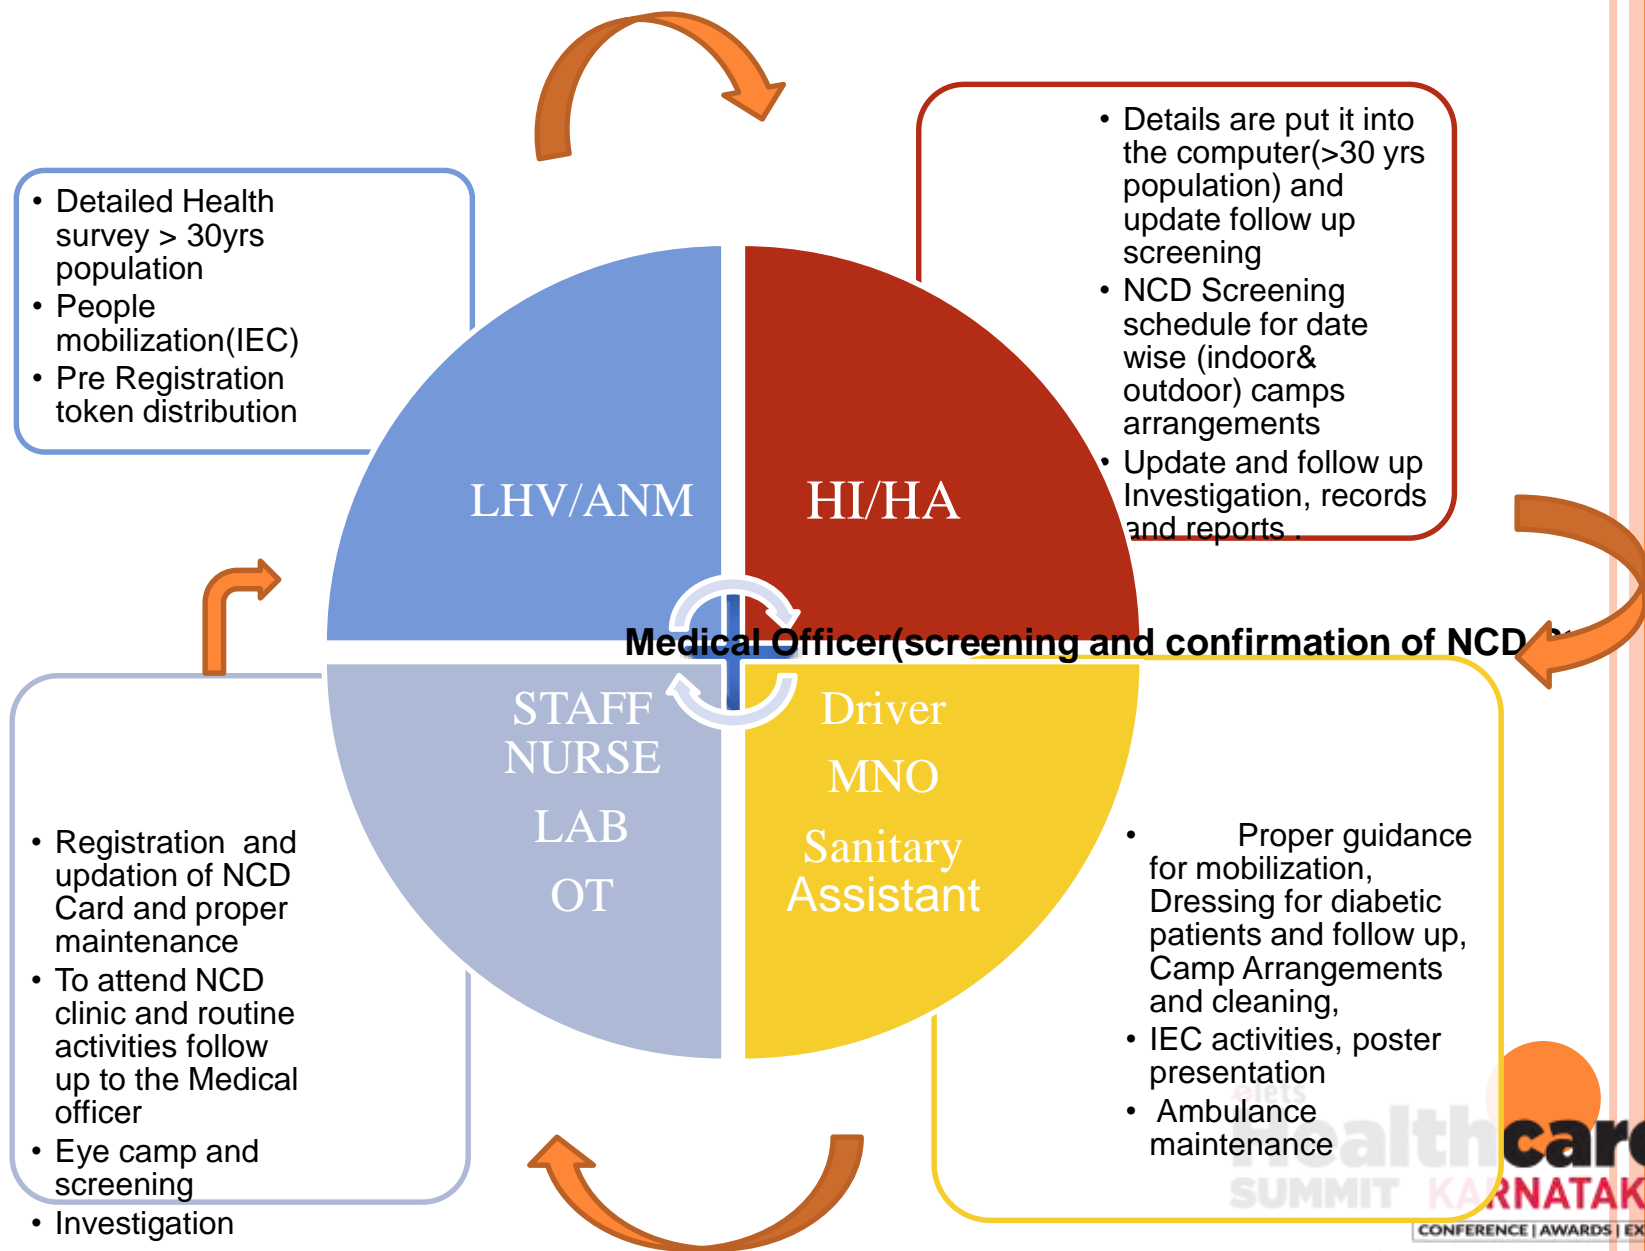 • Detailed Health
survey > 30yrs
population
• People
mobilization(IEC)
• Pre Registration
token distribution
• Details are put it into
the computer(>30 yrs
population) and
update follow up
screening
• NCD Screening
schedule for date
wise (indoor&
outdoor) camps
arrangements
• Update and follow up
Investigation, records
and reports .
LHV/ANM
HI/HA
Medical Officer(screening and confirmation of NCD
STAFF
NURSE
LAB
OT
Driver
MNO
Sanitary
Assistant
• Registration and
updation of NCD
Card and proper
maintenance
• To attend NCD
clinic and routine
activities follow
up to the Medical
officer
• Eye camp and
screening
• Investigation
• Proper guidance
for mobilization,
Dressing for diabetic
patients and follow up,
Camp Arrangements
and cleaning,
• IEC activities, poster
presentation
• Ambulance
maintenance
elets
Healthcare
SUMMIT KARNATAK
CONFERENCE | AWARDS | EX